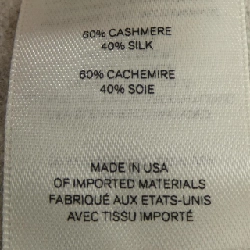 60% CASHMERE
40% SILK
60% CACHEMIRE
40% SOIE
MADE IN USA
OF IMPORTED MATERIALS
FABRIQUÉ AUX ETATS-UNIS
AVEC TISSU IMPORTÉ